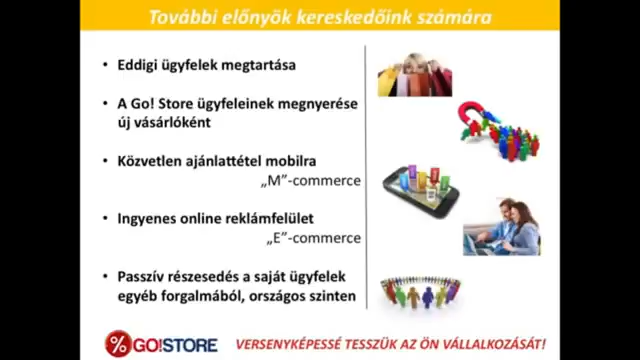 További előnyök kereskedőink számára
• Eddigi ügyfelek megtartása
• A Go! Store ügyfeleinek megnyerése
új vásárlóként
• Közvetlen ajánlattétel mobilra
„M”-commerce
• Ingyenes online reklámfelület
„E”-commerce
• Passzív részesedés a saját ügyfelek
egyéb forgalmából, országos szinten
% GO!STORE
VERSENYKÉPESSÉ TESSZÜK AZ ÖN VÁLLALKOZÁSÁT!